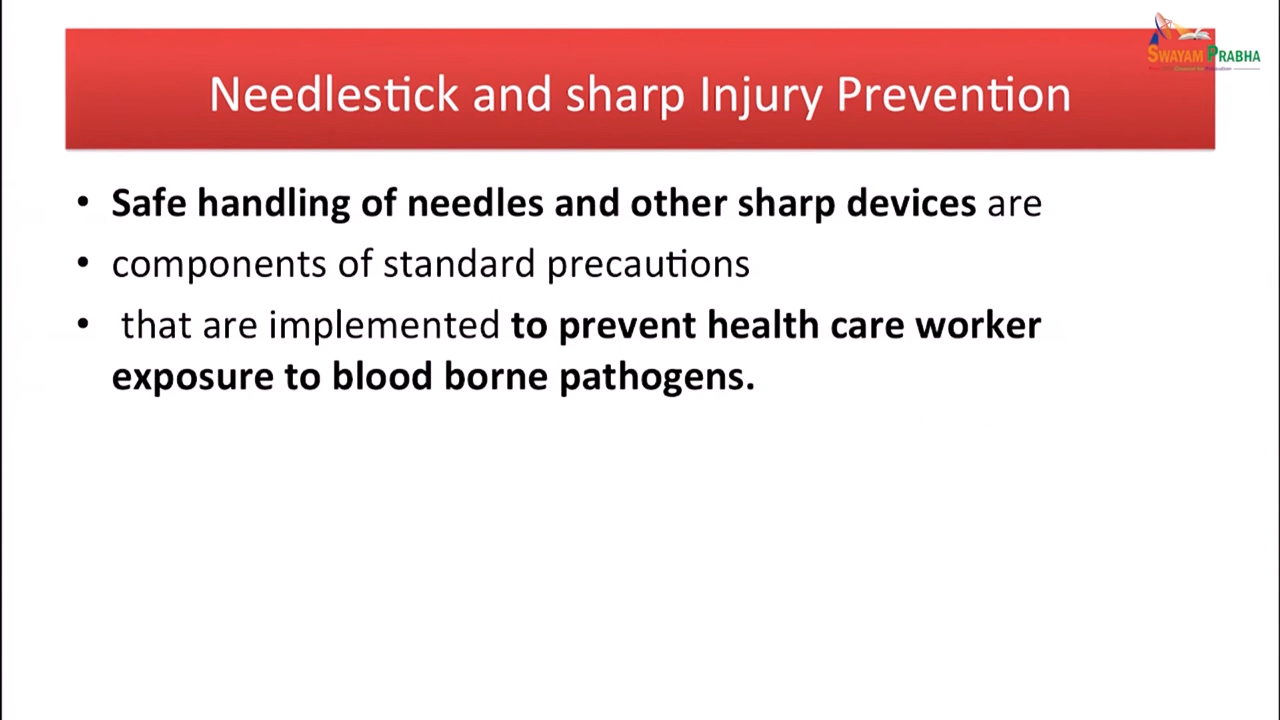 SWAYAM PRABHA
Needlestick and sharp Injury Prevention
• Safe handling of needles and other sharp devices are
• components of standard precautions
• that are implemented to prevent health care worker
exposure to blood borne pathogens.